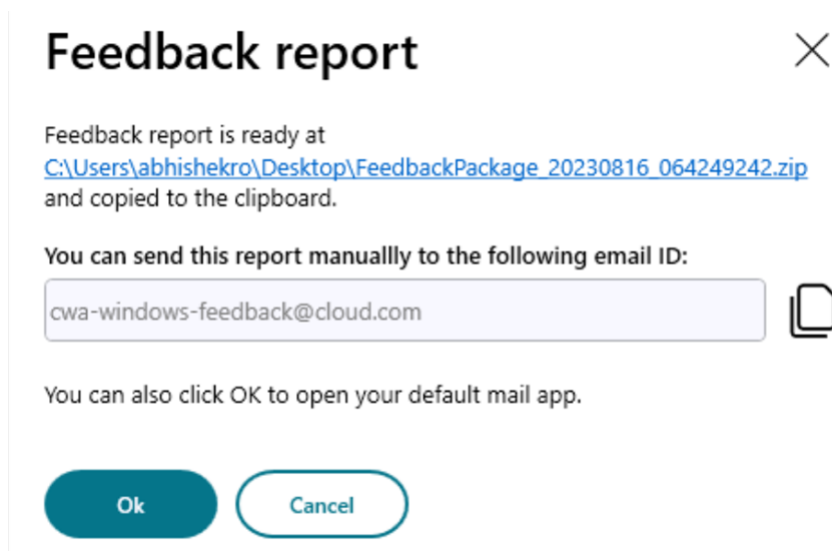 Feedback report
Feedback report is ready at
C:\Users\abhishekro\Desktop\FeedbackPackage_20230816_064249242.zip
and copied to the clipboard.
You can send this report manuallly to the following email ID:
cwa-windows-feedback@cloud.com
You can also click OK to open your default mail app.
Ok
Cancel